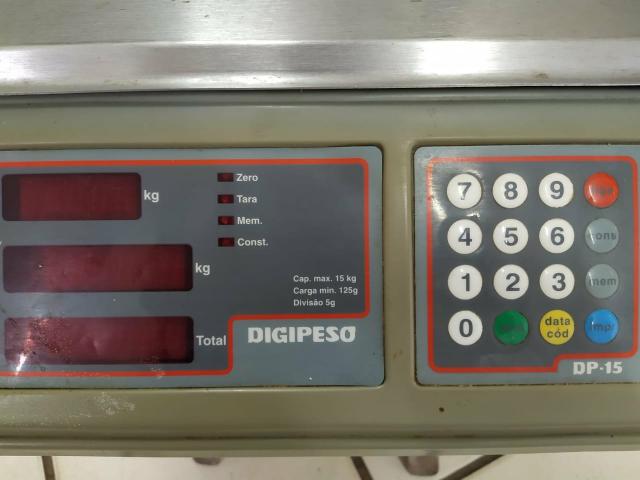 kg
Zero
Tara
Mem.
Const.
kg
Cap. max. 15 kg
Carga min. 125g
Divisão 5g
Total
DIGIPESO
7 8 9
4 5 6 cons
1 2 3 mem
0 data cód impr
DP-15